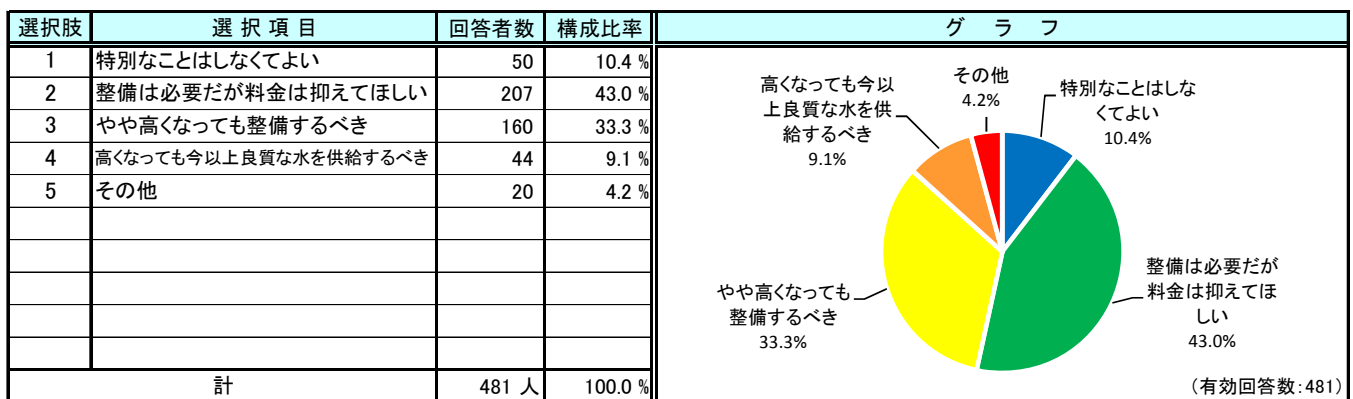 選択肢 選 択 項 目 回答者数 構成比率 グ ラ フ
1 特別なことはしなくてよい 50 10.4 %
2 整備は必要だが料金は抑えてほしい 207 43.0 %
3 やや高くなっても整備するべき 160 33.3 %
4 高くなっても今以上良質な水を供給するべき 44 9.1 %
5 その他 20 4.2 %
計 481 人 100.0 %
特別なことはしな
くてよい
10.4%
整備は必要だが
料金は抑えてほ
しい
43.0%
やや高くなっても
整備するべき
33.3%
高くなっても今以
上良質な水を供
給するべき
9.1%
その他
4.2%
（有効回答数：481）